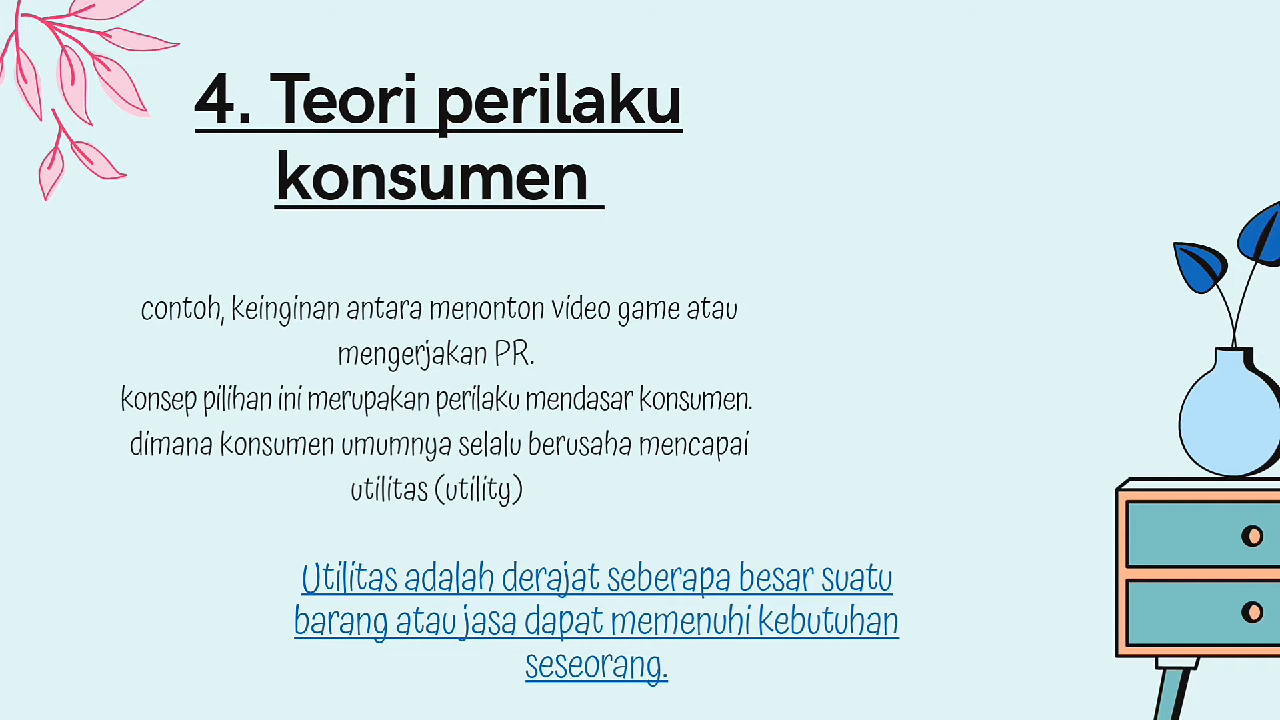 4. Teori perilaku
konsumen
contoh, keinginan antara menonton video game atau
mengerjakan PR.
konsep pilihan ini merupakan perilaku mendasar konsumen.
dimana konsumen umumnya selalu berusaha mencapai
utilitas (utility)
Utilitas adalah derajat seberapa besar suatu
barang atau jasa dapat memenuhi kebutuhan
seseorang.